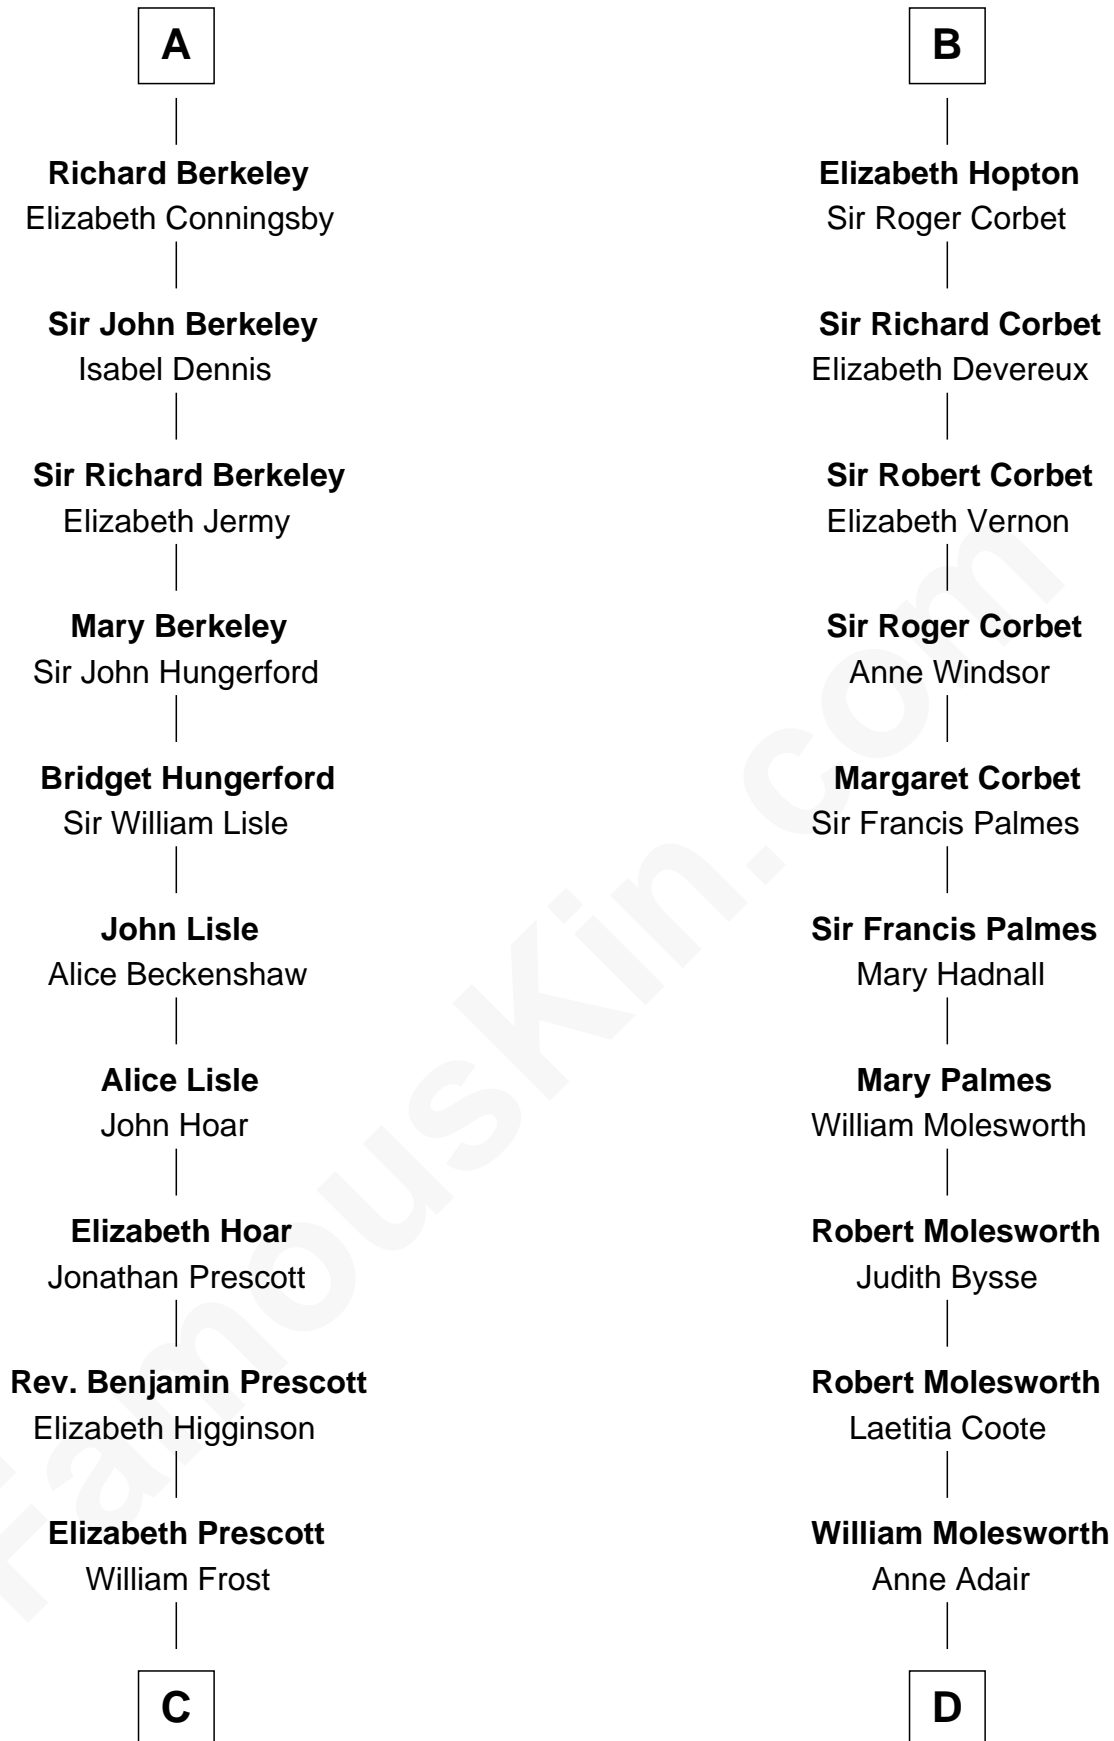 A
Richard Berkeley
Elizabeth Conningsby
Sir John Berkeley
Isabel Dennis
Sir Richard Berkeley
Elizabeth Jermy
Mary Berkeley
Sir John Hungerford
Bridget Hungerford
Sir William Lisle
John Lisle
Alice Beckenshaw
Alice Lisle
John Hoar
Elizabeth Hoar
Jonathan Prescott
Rev. Benjamin Prescott
Elizabeth Higginson
Elizabeth Prescott
William Frost
C
B
Elizabeth Hopton
Sir Roger Corbet
Sir Richard Corbet
Elizabeth Devereux
Sir Robert Corbet
Elizabeth Vernon
Sir Roger Corbet
Anne Windsor
Margaret Corbet
Sir Francis Palmes
Sir Francis Palmes
Mary Hadnall
Mary Palmes
William Molesworth
Robert Molesworth
Judith Bysse
Robert Molesworth
Laetitia Coote
William Molesworth
Anne Adair
D
FamousKin.com